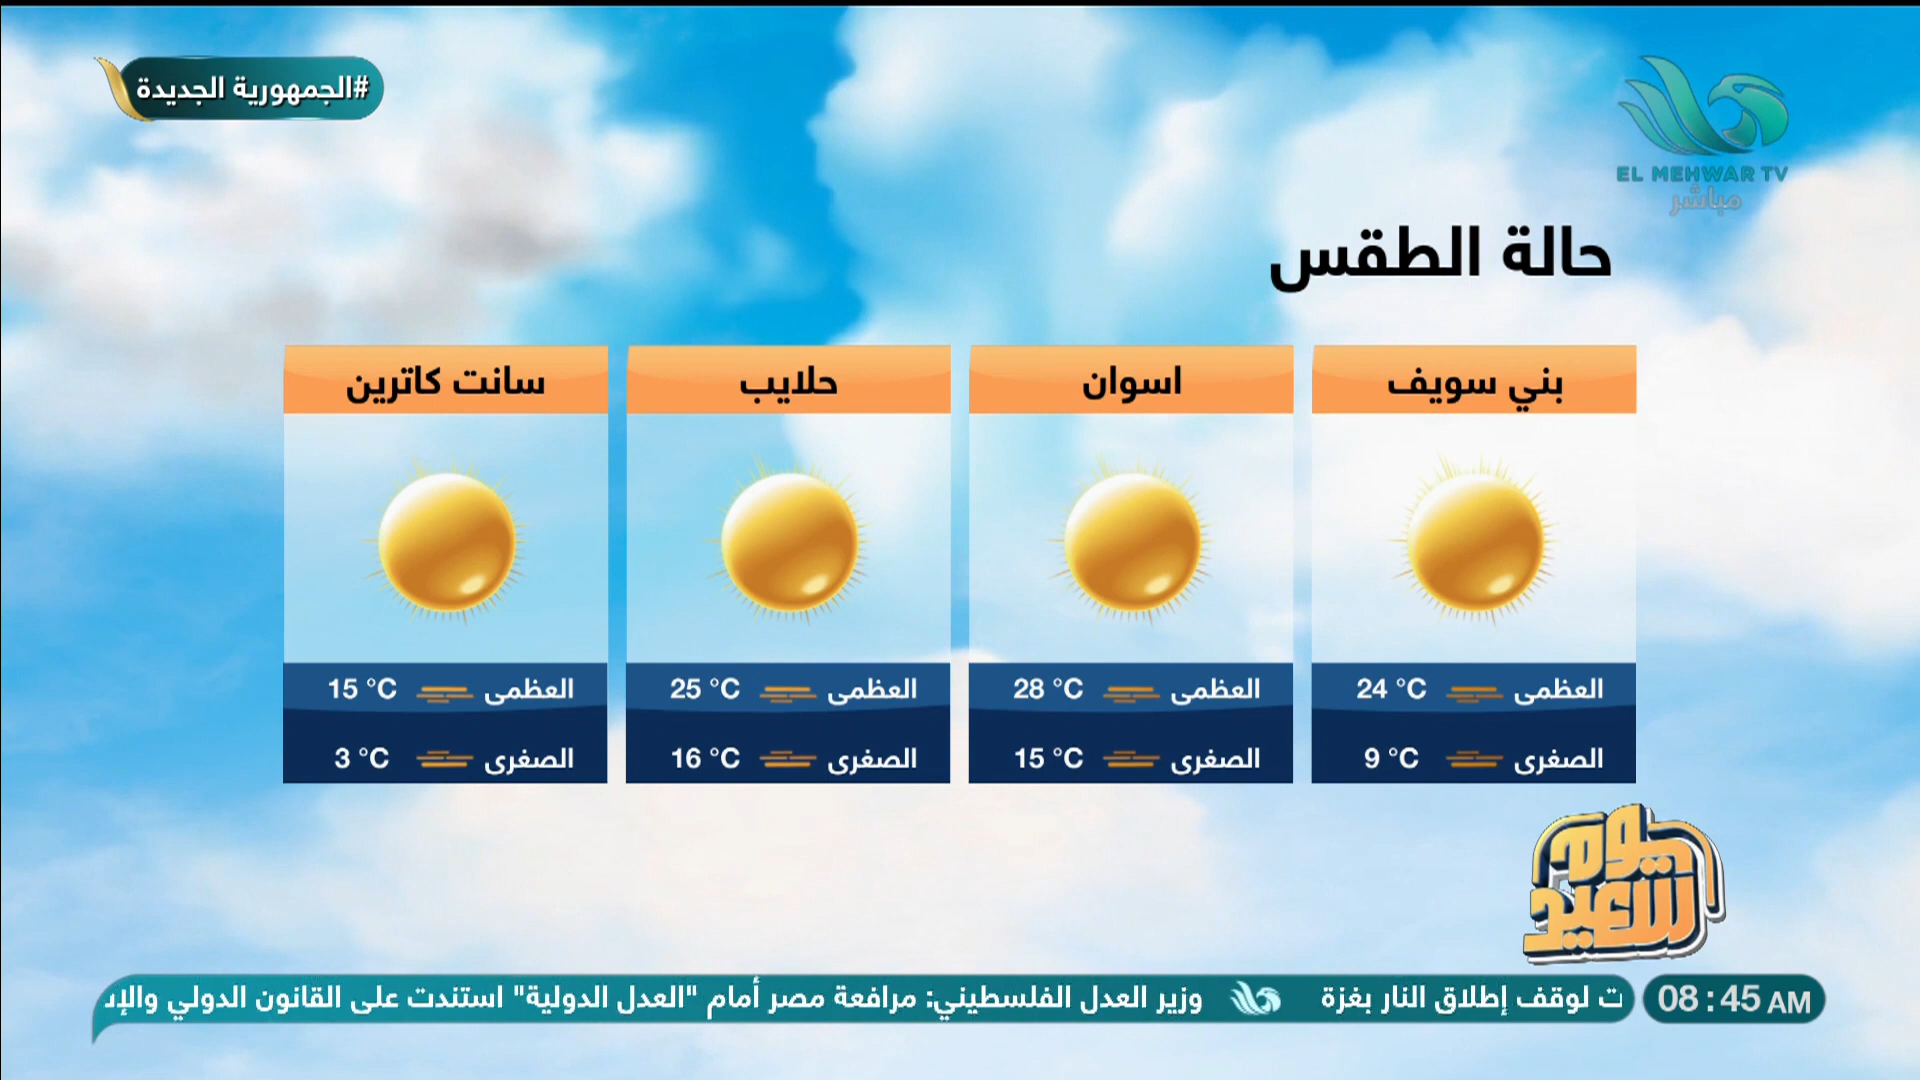 #الجمهورية الجديدة
EL MEHWAR TV
مباشر
حالة الطقس
بني سويف
العظمى 24 °C
الصغرى 9 °C
اسوان
العظمى 28 °C
الصغرى 15 °C
حلايب
العظمى 25 °C
الصغرى 16 °C
سانت كاترين
العظمى 15 °C
الصغرى 3 °C
يوم
سعيد
08:45 AM
ت لوقف إطلاق النار بغزة وزير العدل الفلسطيني: مرافعة مصر أمام "العدل الدولية" استندت على القانون الدولي